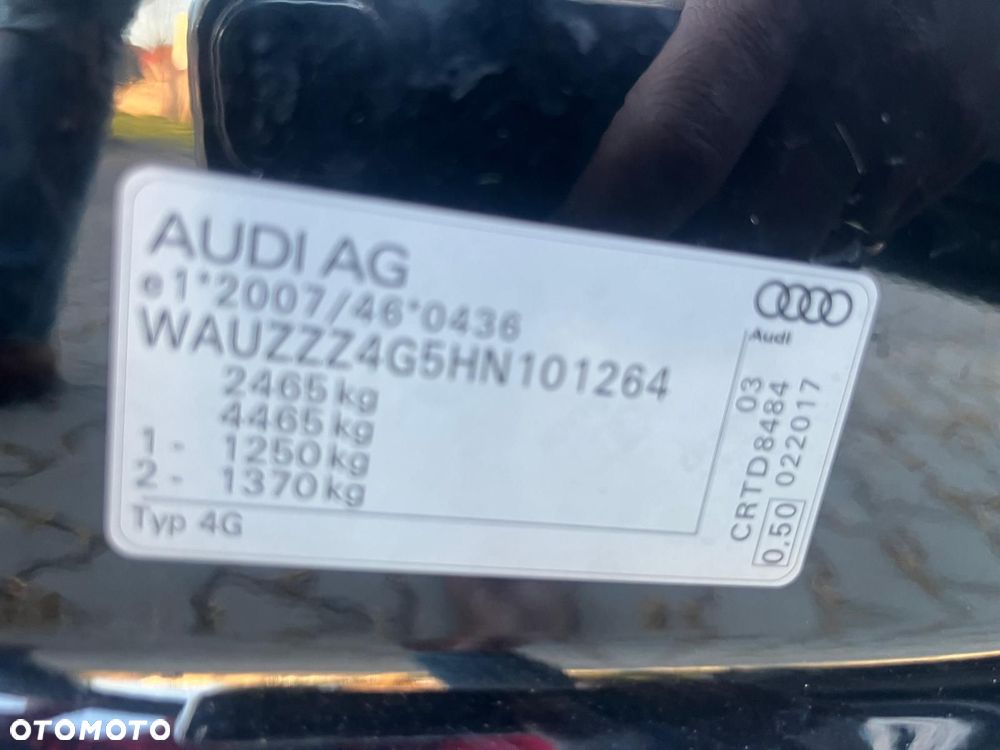 AUDI AG
e1*2007/46*0436
WAUZZZ4G5HN101264
2465 kg
4465 kg
1 - 1250 kg
2 - 1370 kg
Typ 4G
Audi
03
CRTD8484
0.50 022017
OTOMOTO